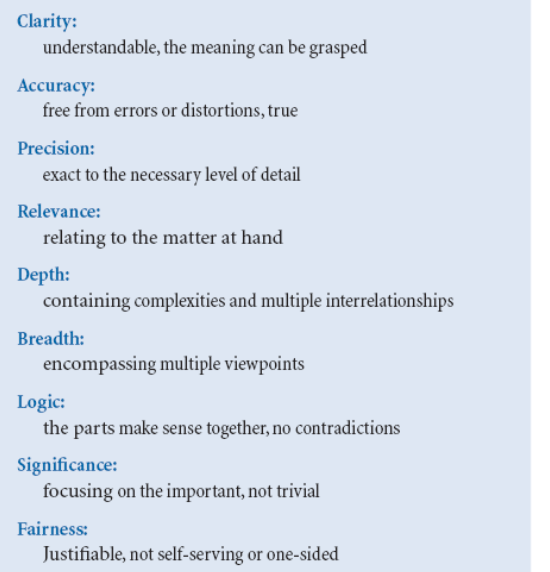 Clarity:
understandable, the meaning can be grasped
Accuracy:
free from errors or distortions, true
Precision:
exact to the necessary level of detail
Relevance:
relating to the matter at hand
Depth:
containing complexities and multiple interrelationships
Breadth:
encompassing multiple viewpoints
Logic:
the parts make sense together, no contradictions
Significance:
focusing on the important, not trivial
Fairness:
Justifiable, not self-serving or one-sided